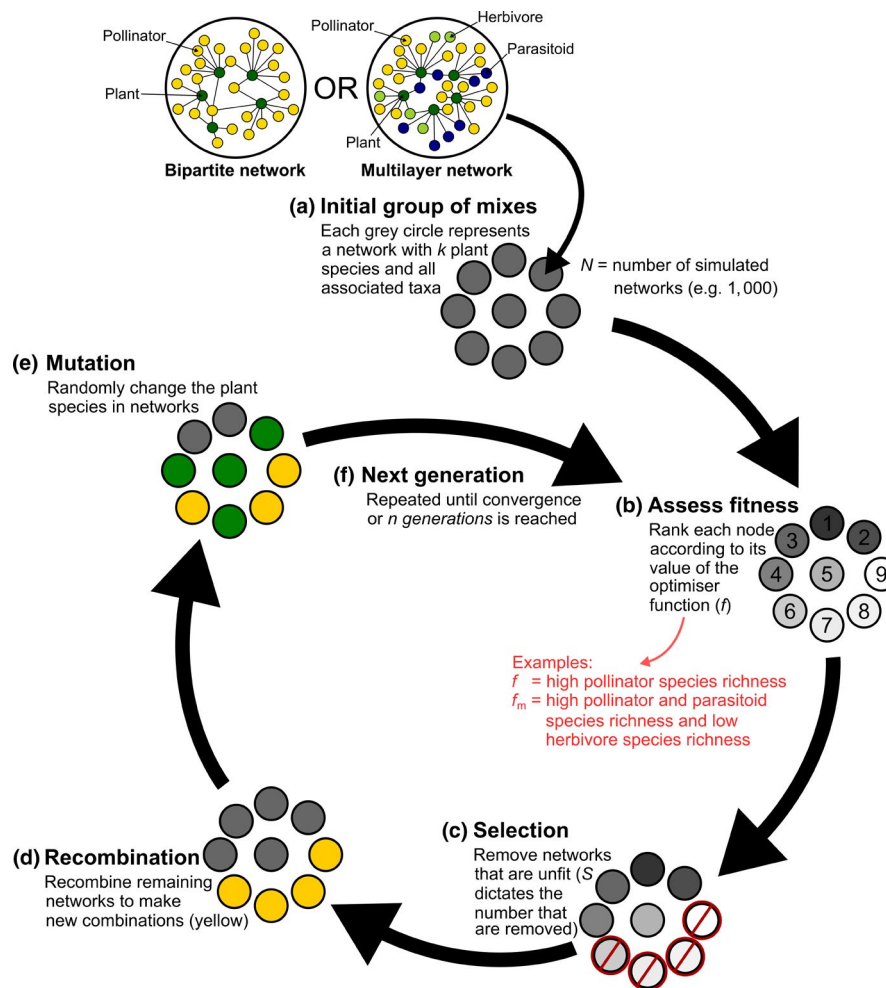 Pollinator
Plant
Bipartite network
OR
Pollinator
Herbivore
Parasitoid
Plant
Multilayer network
(a) Initial group of mixes
Each grey circle represents
a network with k plant
species and all
associated taxa
N = number of simulated
networks (e.g. 1,000)
(e) Mutation
Randomly change the plant
species in networks
(f) Next generation
Repeated until convergence
or n generations is reached
(b) Assess fitness
Rank each node
according to its
value of the
optimiser
function (f)
1
2
3
4
5
9
6
7
8
Examples:
f = high pollinator species richness
fm = high pollinator and parasitoid
species richness and low
herbivore species richness
(c) Selection
Remove networks
that are unfit (S
dictates the
number that
are removed)
(d) Recombination
Recombine remaining
networks to make
new combinations (yellow)